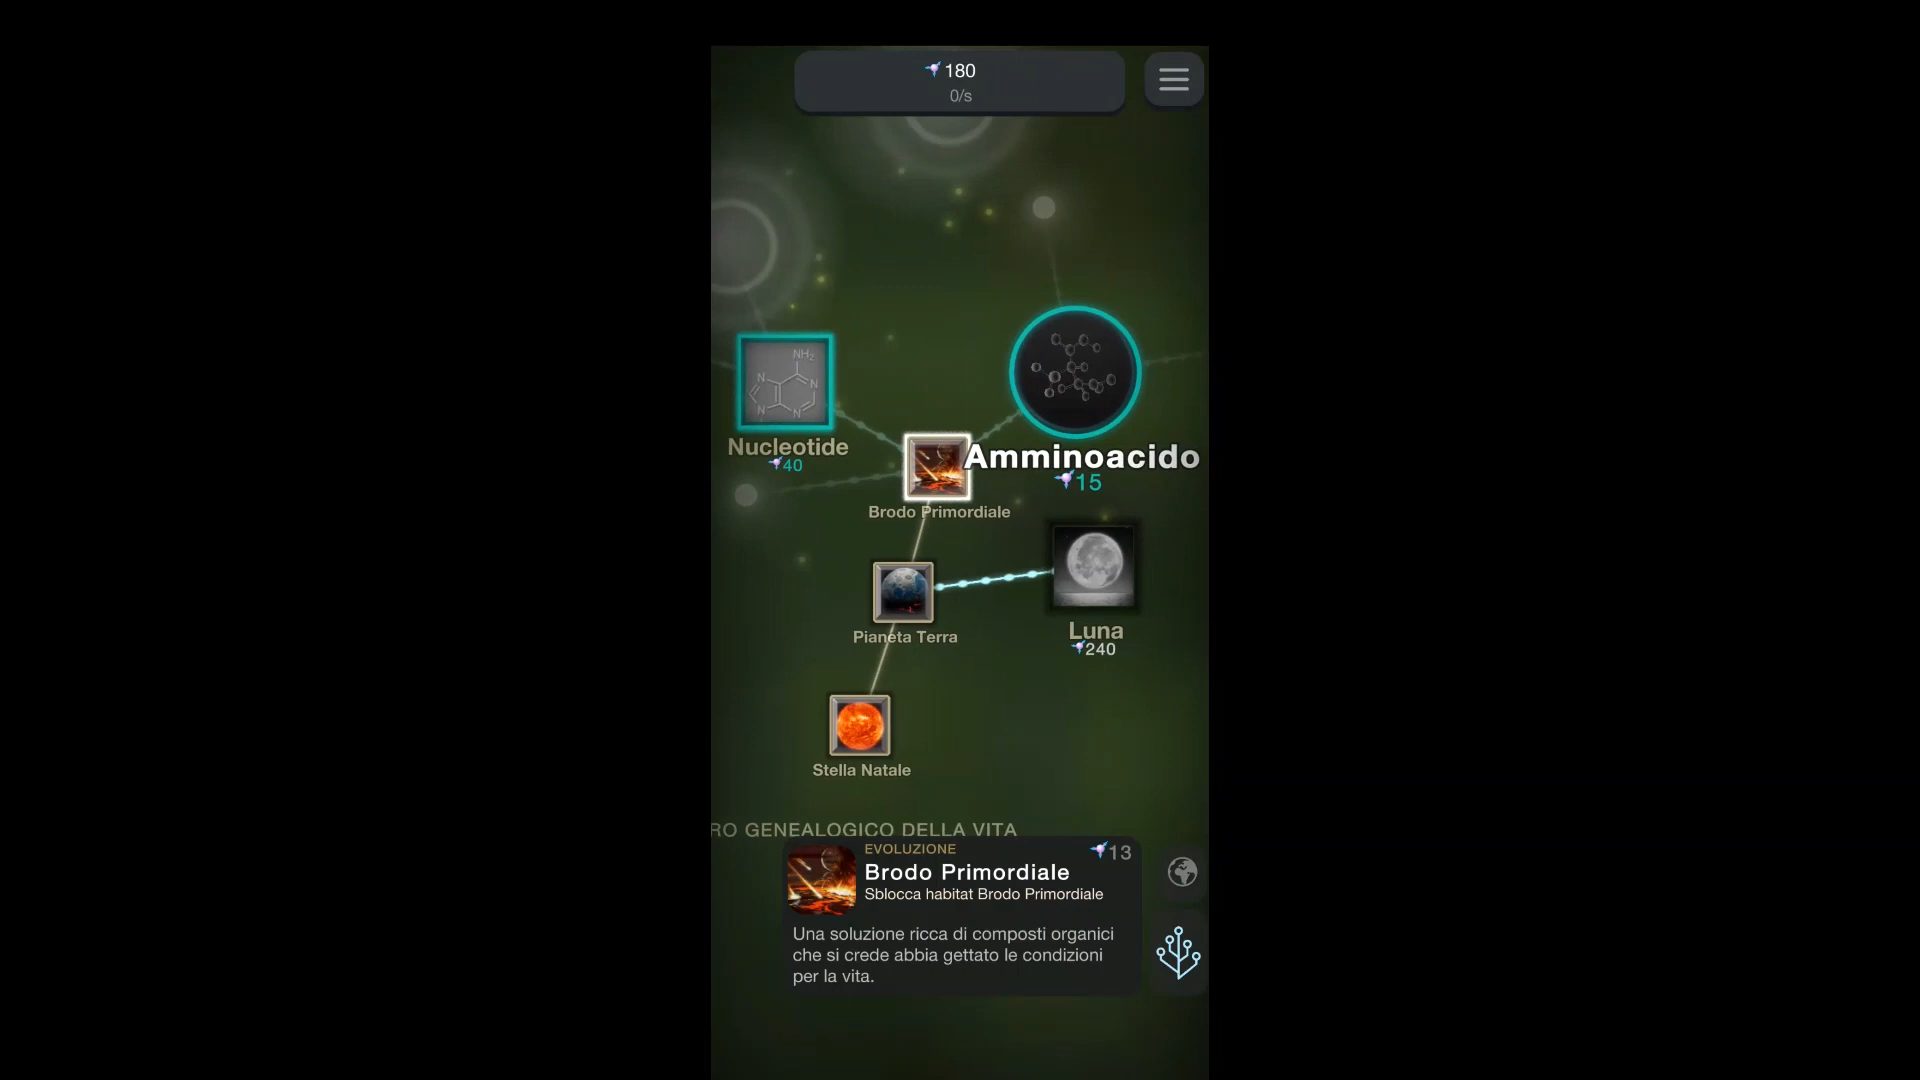 180
0/s
NH₂
N
N
N
N
Nucleotide
40
Amminoacido
15
Brodo Primordiale
Luna
240
Pianeta Terra
Stella Natale
RO GENEALOGICO DELLA VITA
EVOLUZIONE
13
Brodo Primordiale
Sblocca habitat Brodo Primordiale
Una soluzione ricca di composti organici
che si crede abbia gettato le condizioni
per la vita.